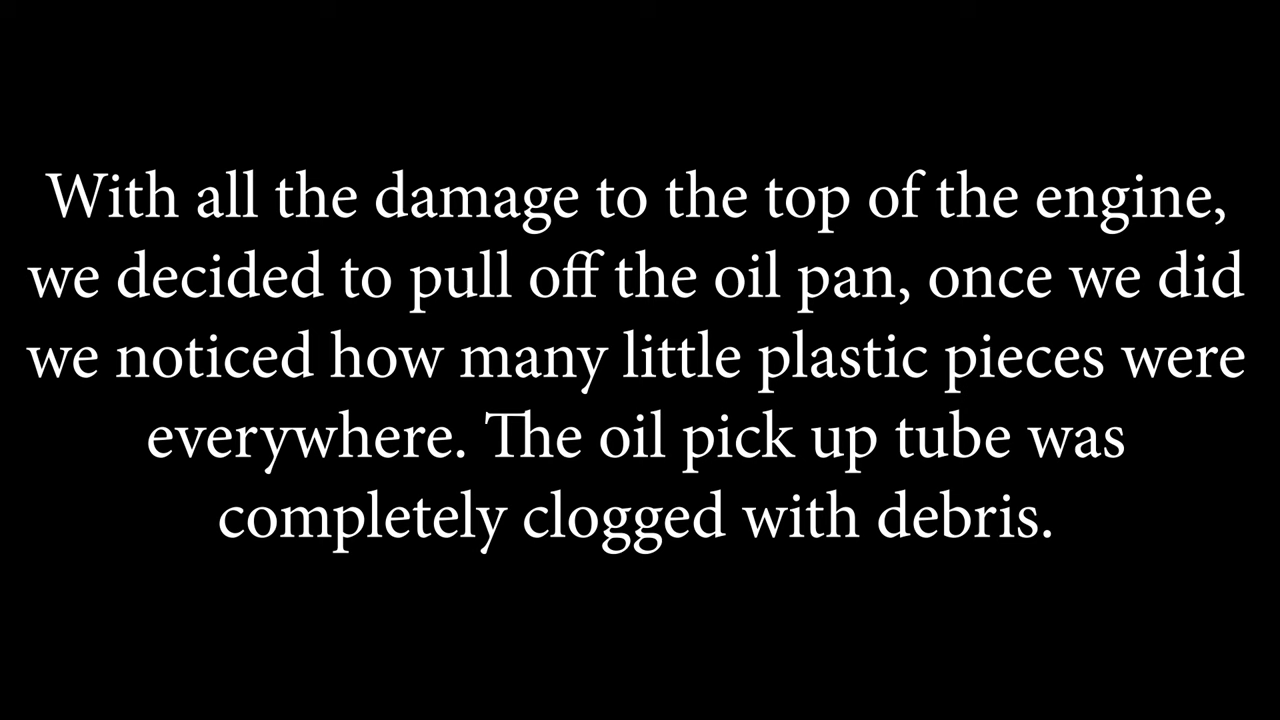 With all the damage to the top of the engine,
we decided to pull off the oil pan, once we did
we noticed how many little plastic pieces were
everywhere. The oil pick up tube was
completely clogged with debris.